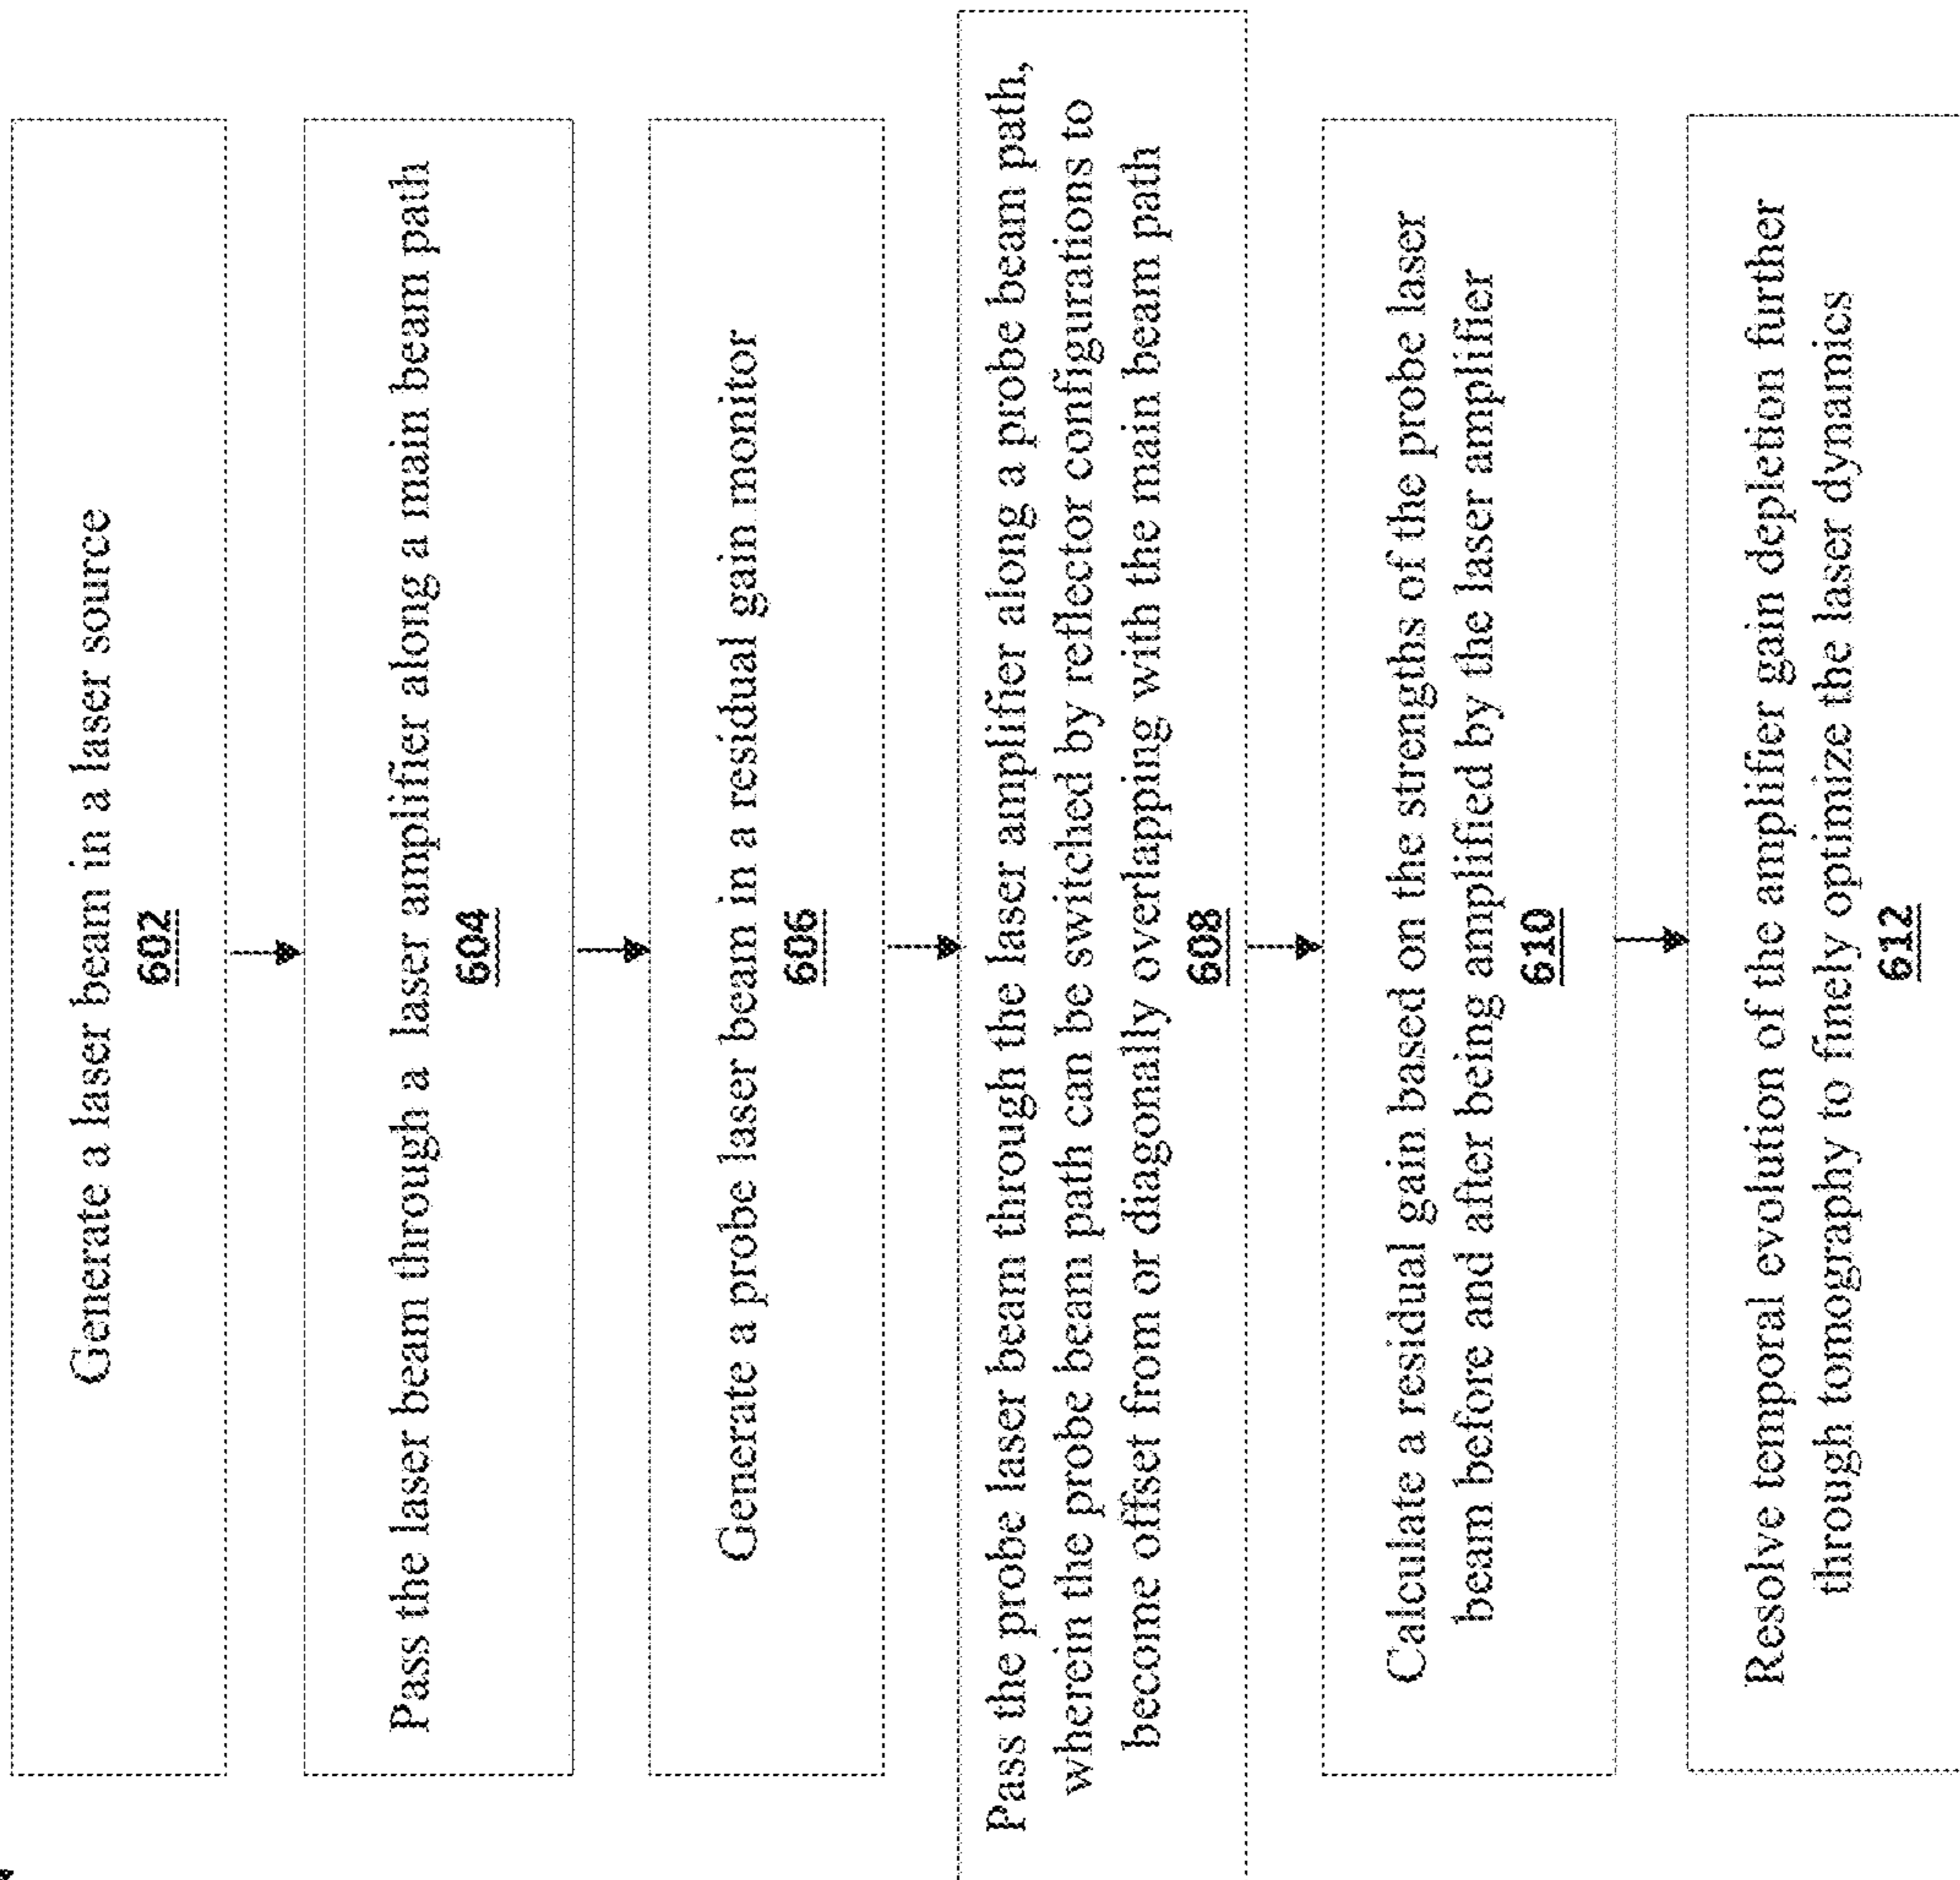 Generate a laser beam in a laser source
602
Pass the laser beam through a laser amplifier along a main beam path
604
Generate a probe laser beam in a residual gain monitor
606
Pass the probe laser beam through the laser amplifier along a probe beam path,
wherein the probe beam path can be switched by reflector configurations to
become offset from or diagonally overlapping with the main beam path
608
Calculate a residual gain based on the strengths of the probe laser
beam before and after being amplified by the laser amplifier
610
Resolve temporal evolution of the amplifier gain depletion further
through tomography to finely optimize the laser dynamics
612